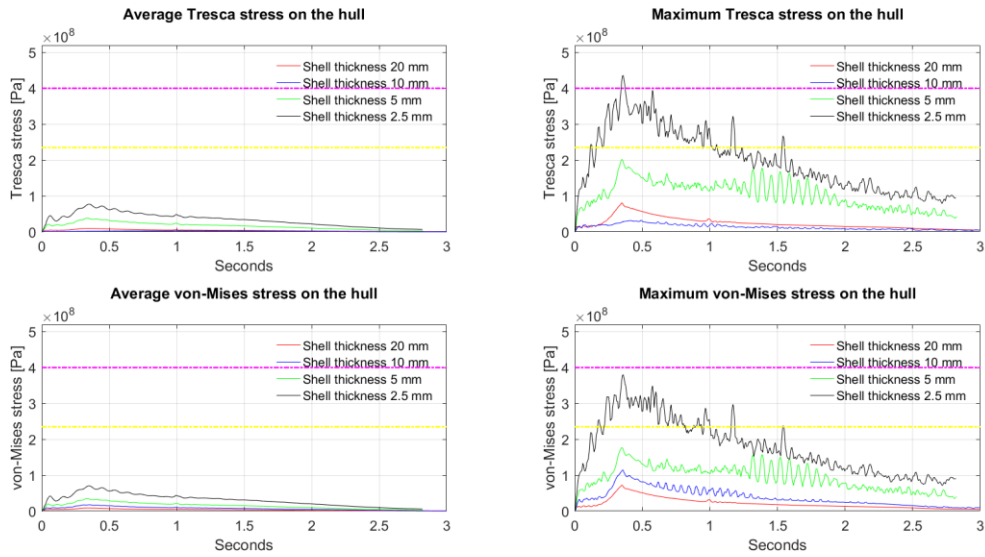 Average Tresca stress on the hull
×10⁸
5
4
3
2
1
0
Tresca stress [Pa]
Shell thickness 20 mm
Shell thickness 10 mm
Shell thickness 5 mm
Shell thickness 2.5 mm
0 0.5 1 1.5 2 2.5 3
Seconds
Maximum Tresca stress on the hull
×10⁸
5
4
3
2
1
0
Tresca stress [Pa]
Shell thickness 20 mm
Shell thickness 10 mm
Shell thickness 5 mm
Shell thickness 2.5 mm
0 0.5 1 1.5 2 2.5 3
Seconds
Average von-Mises stress on the hull
×10⁸
5
4
3
2
1
0
von-Mises stress [Pa]
Shell thickness 20 mm
Shell thickness 10 mm
Shell thickness 5 mm
Shell thickness 2.5 mm
0 0.5 1 1.5 2 2.5 3
Seconds
Maximum von-Mises stress on the hull
×10⁸
5
4
3
2
1
0
von-Mises stress [Pa]
Shell thickness 20 mm
Shell thickness 10 mm
Shell thickness 5 mm
Shell thickness 2.5 mm
0 0.5 1 1.5 2 2.5 3
Seconds